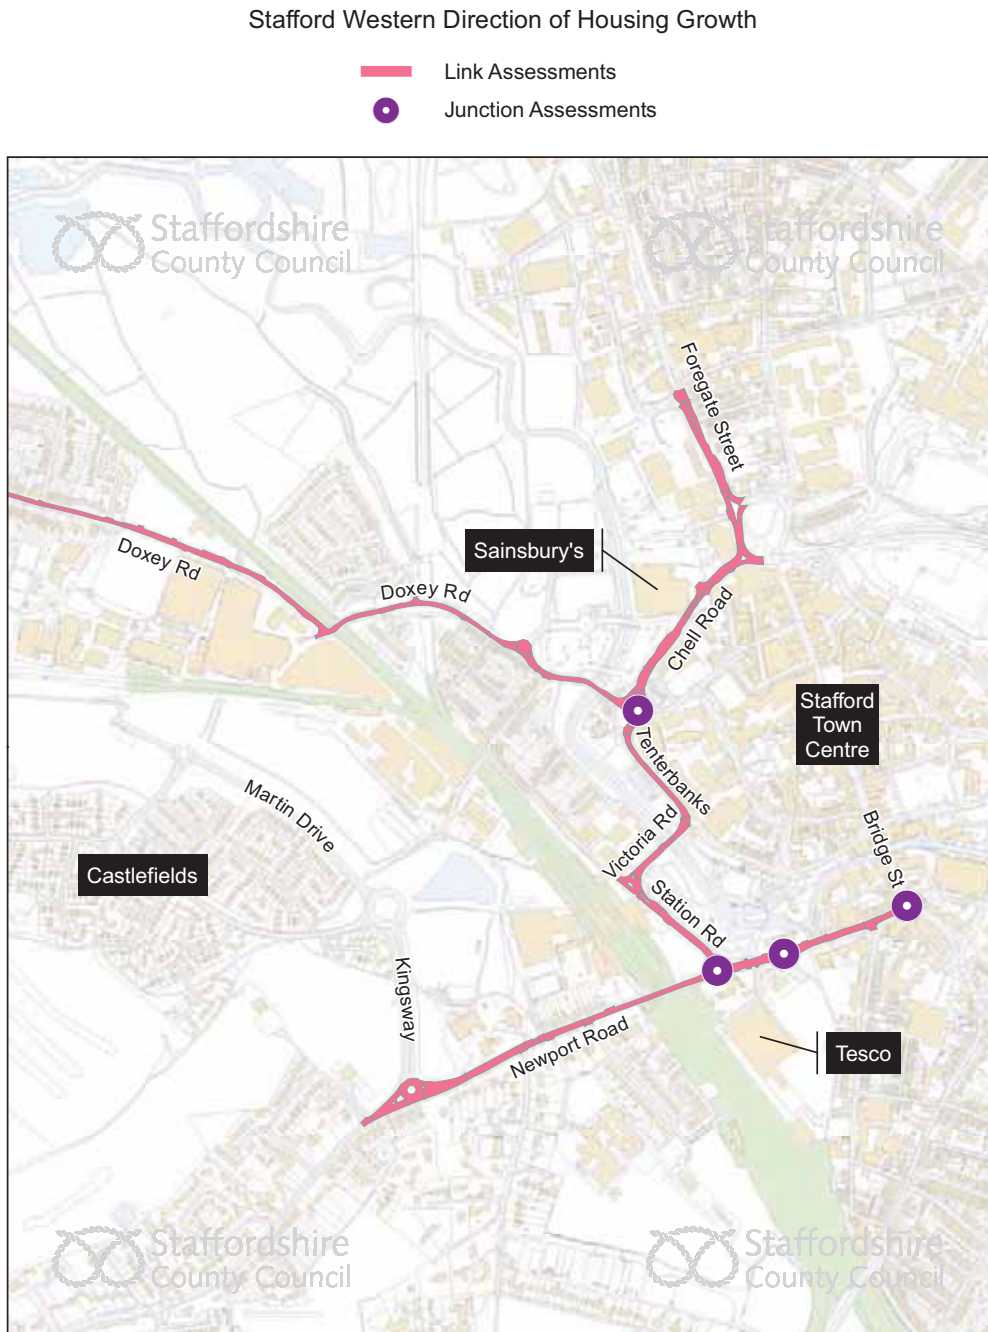 Stafford Western Direction of Housing Growth
Link Assessments
Junction Assessments
Staffordshire
County Council
Staffordshire
County Council
Foregate Street
Sainsbury's
Doxey Rd
Doxey Rd
Chell Road
Stafford
Town
Centre
Tenterbanks
Martin Drive
Victoria Rd
Bridge St
Castlefields
Station Rd
Kingsway
Newport Road
Tesco
Staffordshire
County Council
Staffordshire
County Council